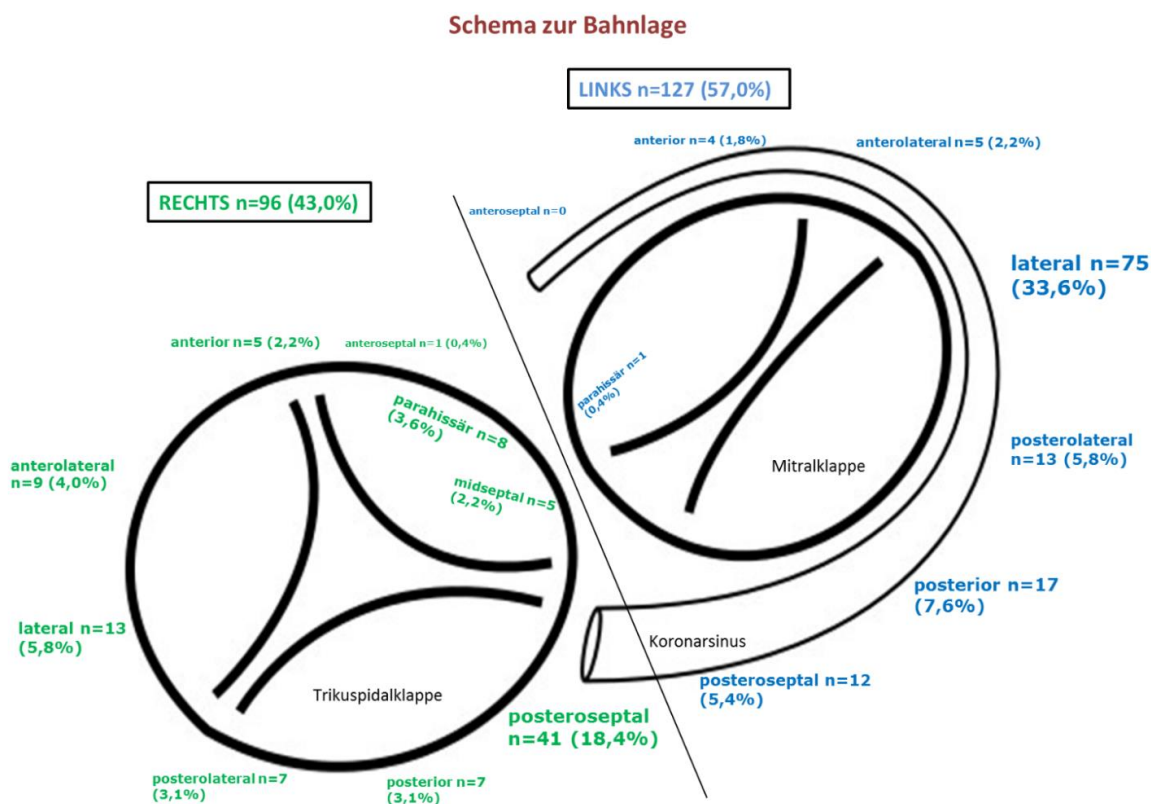 Schema zur Bahnlage
LINKS n=127 (57,0%)
anterior n=4 (1,8%)
anterolateral n=5 (2,2%)
RECHTS n=96 (43,0%)
anteroseptal n=0
lateral n=75
(33,6%)
anterior n=5 (2,2%)
anteroseptal n=1 (0,4%)
parahissär n=1
(0,4%)
parahissär n=8
(3,6%)
anterolateral
n=9 (4,0%)
midseptal n=5
(2,2%)
Mitralklappe
posterolateral
n=13 (5,8%)
posterior n=17
(7,6%)
lateral n=13
(5,8%)
Koronarsinus
posteroseptal n=12
(5,4%)
Trikuspidalklappe
posteroseptal
n=41 (18,4%)
posterolateral n=7
(3,1%)
posterior n=7
(3,1%)